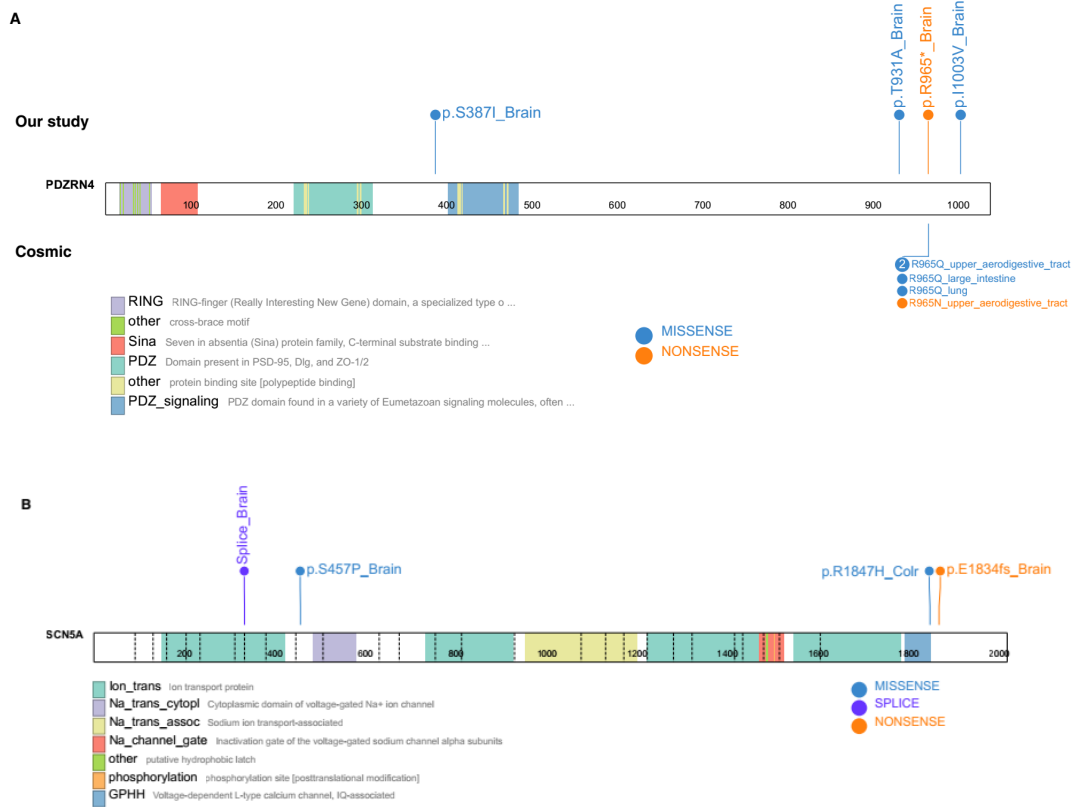 A
p.T931A_Brain
p.R965*_Brain
p.I1003V_Brain
p.S387I_Brain
Our study
PDZRN4
100 200 300 400 500 600 700 800 900 1000
Cosmic
2 R965Q_upper_aerodigestive_tract
R965Q_large_intestine
R965Q_lung
R965N_upper_aerodigestive_tract
RING RING-finger (Really Interesting New Gene) domain, a specialized type o ...
other cross-brace motif
Sina Seven in absentia (Sina) protein family, C-terminal substrate binding ...
PDZ Domain present in PSD-95, Dlg, and ZO-1/2
other protein binding site [polypeptide binding]
PDZ_signaling PDZ domain found in a variety of Eumetazoan signaling molecules, often ...
MISSENSE
NONSENSE
B
Splice_Brain
p.S457P_Brain
p.R1847H_Colr
p.E1834fs_Brain
SCN5A
200 400 600 800 1000 1200 1400 1600 1800 2000
Ion_trans Ion transport protein
Na_trans_cytopl Cytoplasmic domain of voltage-gated Na+ ion channel
Na_trans_assoc Sodium ion transport-associated
Na_channel_gate Inactivation gate of the voltage-gated sodium channel alpha subunits
other putative hydrophobic latch
phosphorylation phosphorylation site [posttranslational modification]
GPHH Voltage-dependent L-type calcium channel, IQ-associated
MISSENSE
SPLICE
NONSENSE